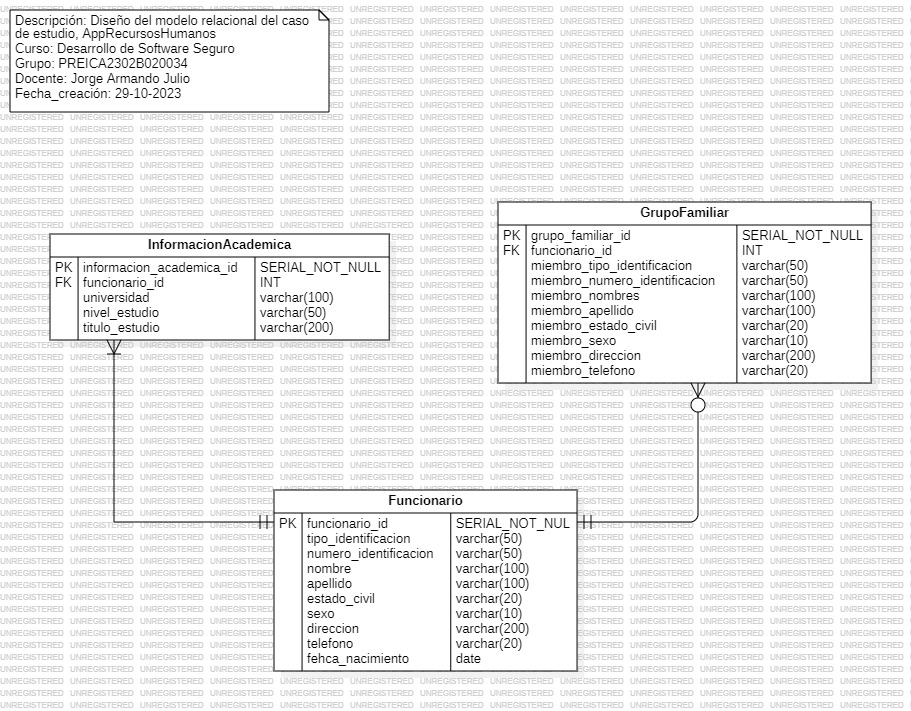 Descripción: Diseño del modelo relacional del caso
de estudio, AppRecursosHumanos
Curso: Desarrollo de Software Seguro
Grupo: PREICA2302B020034
Docente: Jorge Armando Julio
Fecha_creación: 29-10-2023
InformacionAcademica
PK informacion_academica_id SERIAL_NOT_NULL
FK funcionario_id INT
universidad varchar(100)
nivel_estudio varchar(50)
titulo_estudio varchar(200)
GrupoFamiliar
PK grupo_familiar_id SERIAL_NOT_NULL
FK funcionario_id INT
miembro_tipo_identificacion varchar(50)
miembro_numero_identificacion varchar(50)
miembro_nombres varchar(100)
miembro_apellido varchar(100)
miembro_estado_civil varchar(20)
miembro_sexo varchar(10)
miembro_direccion varchar(200)
miembro_telefono varchar(20)
Funcionario
PK funcionario_id SERIAL_NOT_NUL
tipo_identificacion varchar(50)
numero_identificacion varchar(50)
nombre varchar(100)
apellido varchar(100)
estado_civil varchar(20)
sexo varchar(10)
direccion varchar(200)
telefono varchar(20)
fehca_nacimiento date
UNREGISTERED